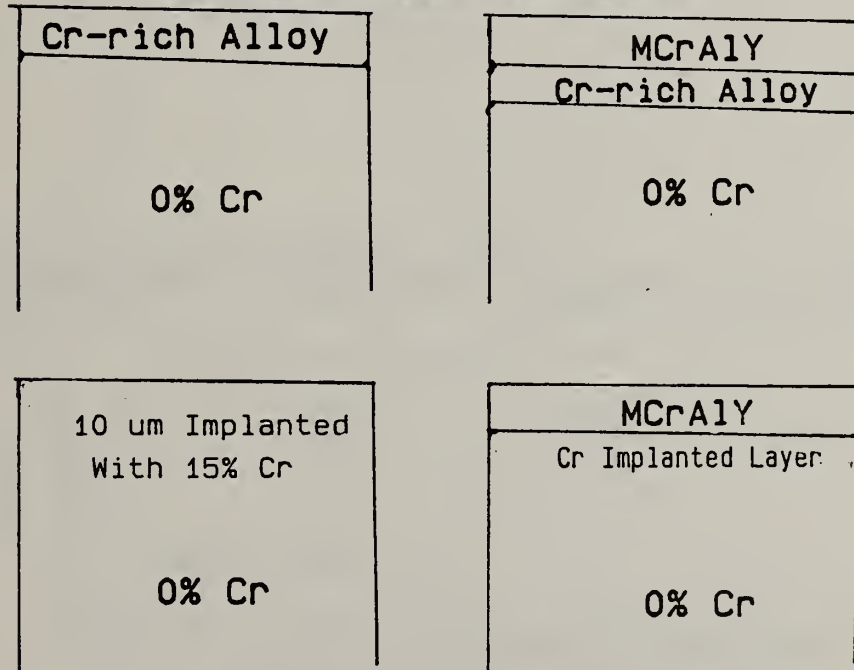 Cr-rich Alloy
0% Cr
MCrAlY
Cr-rich Alloy
0% Cr
10 um Implanted
With 15% Cr
0% Cr
MCrAlY
Cr Implanted Layer
0% Cr